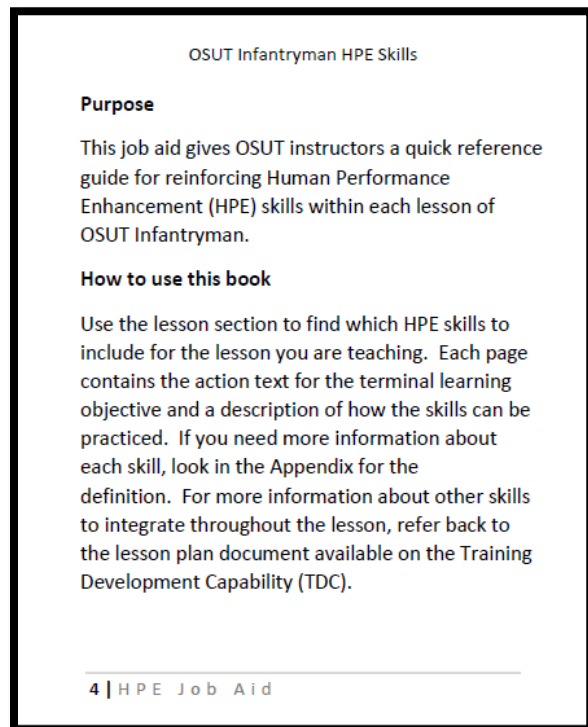 OSUT Infantryman HPE Skills
Purpose
This job aid gives OSUT instructors a quick reference
guide for reinforcing Human Performance
Enhancement (HPE) skills within each lesson of
OSUT Infantryman.
How to use this book
Use the lesson section to find which HPE skills to
include for the lesson you are teaching.  Each page
contains the action text for the terminal learning
objective and a description of how the skills can be
practiced.  If you need more information about
each skill, look in the Appendix for the
definition.  For more information about other skills
to integrate throughout the lesson, refer back to
the lesson plan document available on the Training
Development Capability (TDC).
4 | HPE Job Aid